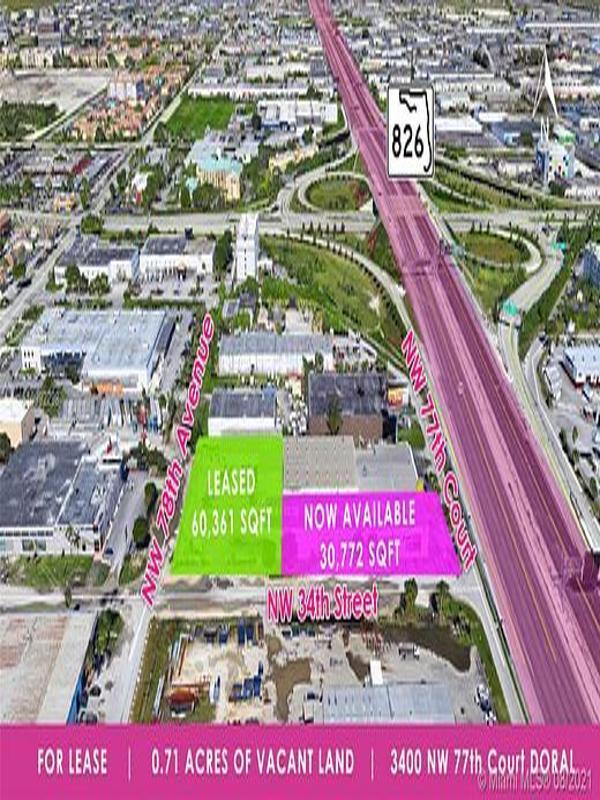 826
NW 78th Avenue
NW 77th Court
LEASED
60,361 SQFT
NOW AVAILABLE
30,772 SQFT
NW 34th Street
FOR LEASE | 0.71 ACRES OF VACANT LAND | 3400 NW 77th Court DORAL
© Miami MLS® 08/2021